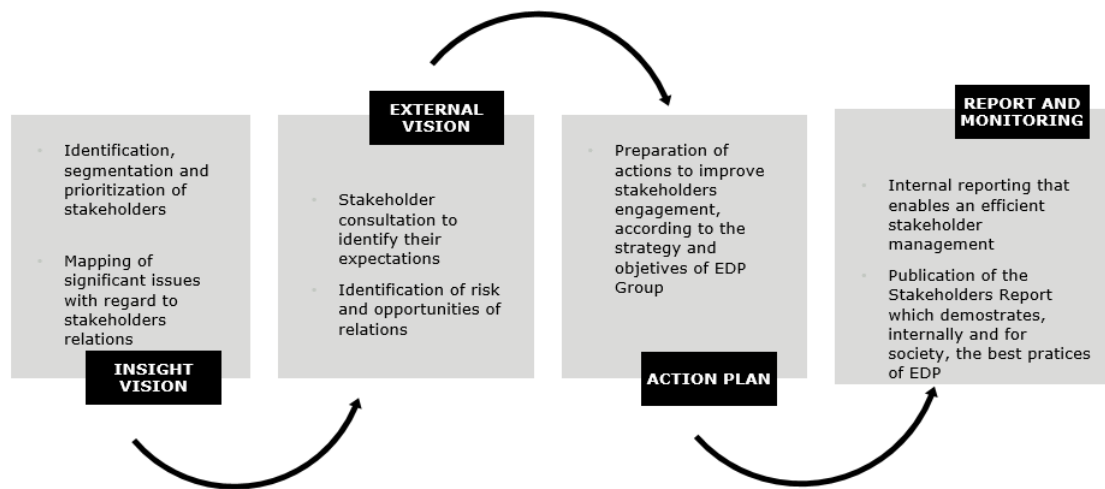 Identification,
segmentation and
prioritization of
stakeholders
Mapping of
significant issues
with regard to
stakeholders
relations
INSIGHT
VISION
EXTERNAL
VISION
Stakeholder
consultation to
identify their
expectations
Identification of risk
and opportunities of
relations
Preparation of
actions to improve
stakeholders
engagement,
according to the
strategy and
objetives of EDP
Group
ACTION PLAN
REPORT AND
MONITORING
Internal reporting that
enables an efficient
stakeholder
management
Publication of the
Stakeholders Report
which demostrates,
internally and for
society, the best pratices
of EDP